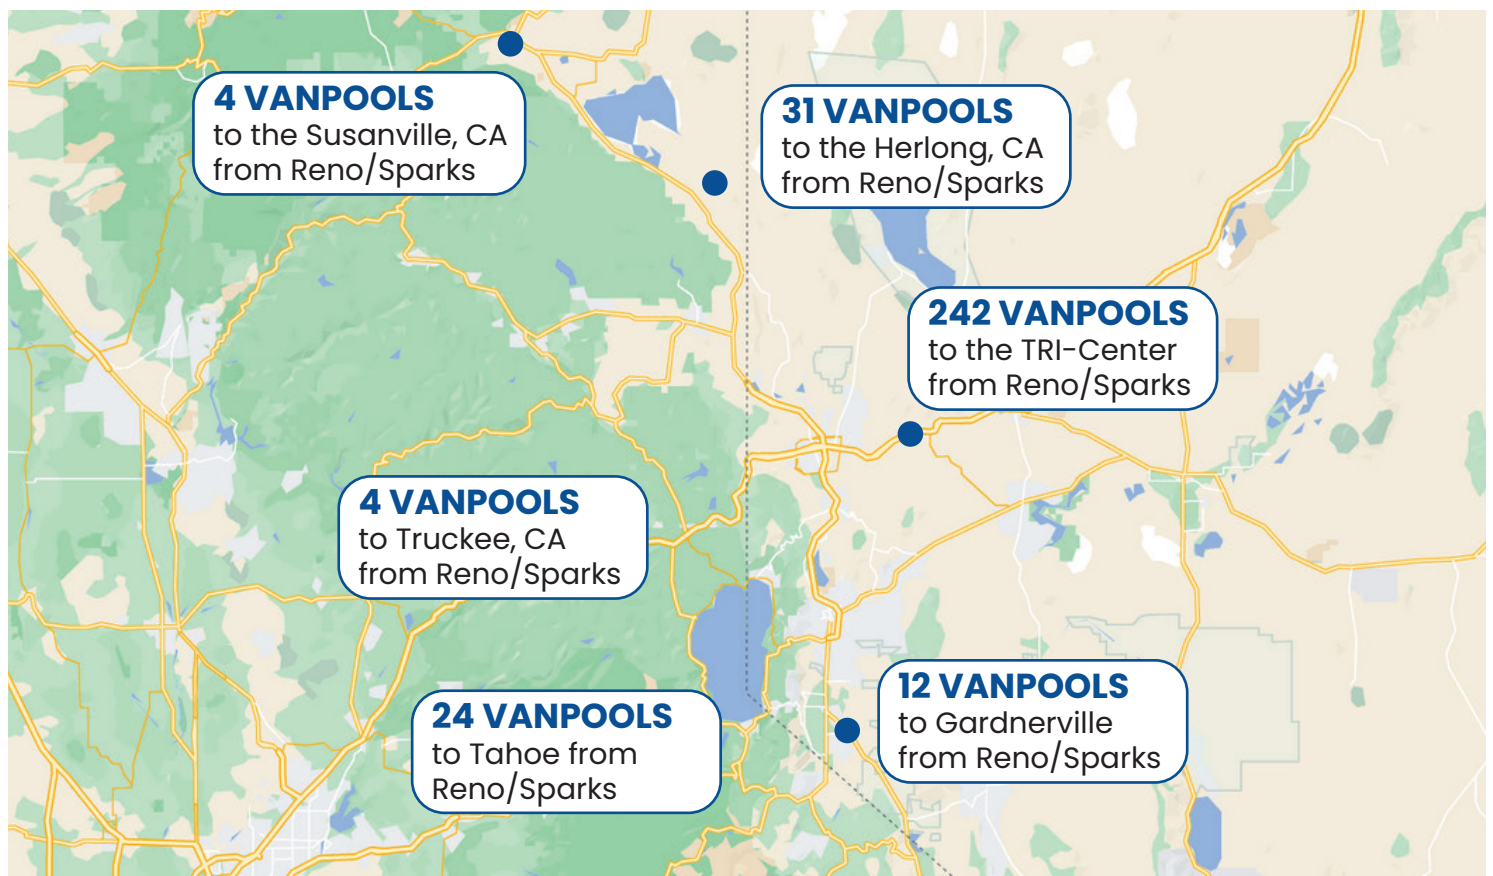 4 VANPOOLS
to the Susanville, CA
from Reno/Sparks
31 VANPOOLS
to the Herlong, CA
from Reno/Sparks
242 VANPOOLS
to the TRI-Center
from Reno/Sparks
4 VANPOOLS
to Truckee, CA
from Reno/Sparks
24 VANPOOLS
to Tahoe from
Reno/Sparks
12 VANPOOLS
to Gardnerville
from Reno/Sparks